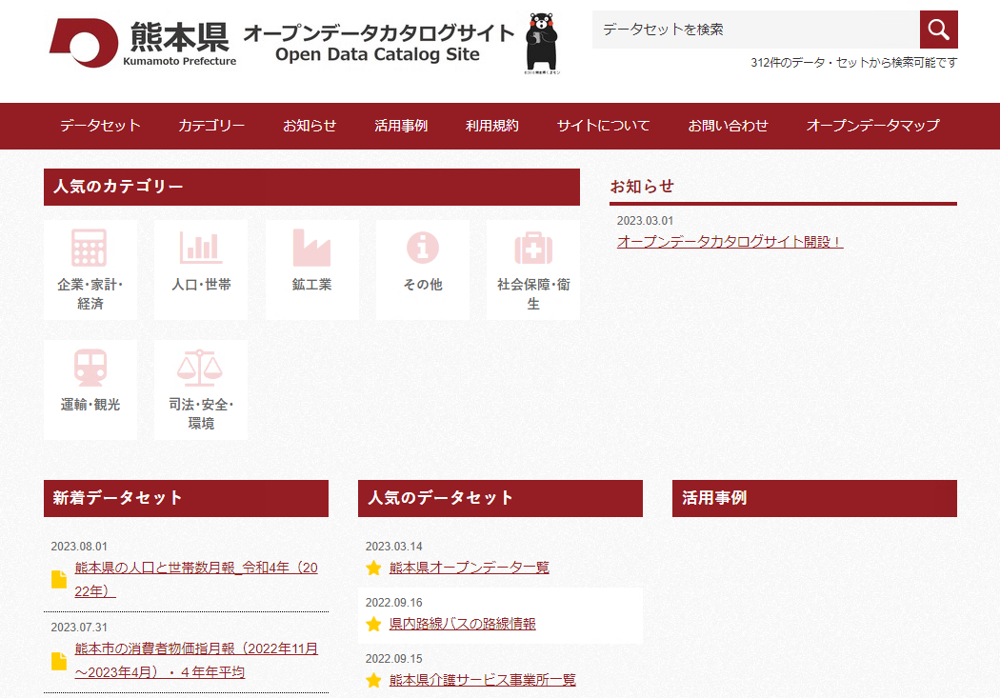 熊本県
Kumamoto Prefecture
オープンデータカタログサイト
Open Data Catalog Site
データセットを検索
312件のデータ・セットから検索可能です
データセット カテゴリー お知らせ 活用事例 利用規約 サイトについて お問い合わせ オープンデータマップ
人気のカテゴリー
企業･家計･
経済
人口･世帯
鉱工業
その他
社会保障･衛
生
運輸･観光
司法･安全･
環境
お知らせ
2023.03.01
オープンデータカタログサイト開設！
新着データセット
2023.08.01
熊本県の人口と世帯数月報_令和4年（20
22年）
2023.07.31
熊本市の消費者物価指月報（2022年11月
～2023年4月）・４年年平均
人気のデータセット
2023.03.14
熊本県オープンデータ一覧
2022.09.16
県内路線バスの路線情報
2022.09.15
熊本県介護サービス事業所一覧
活用事例